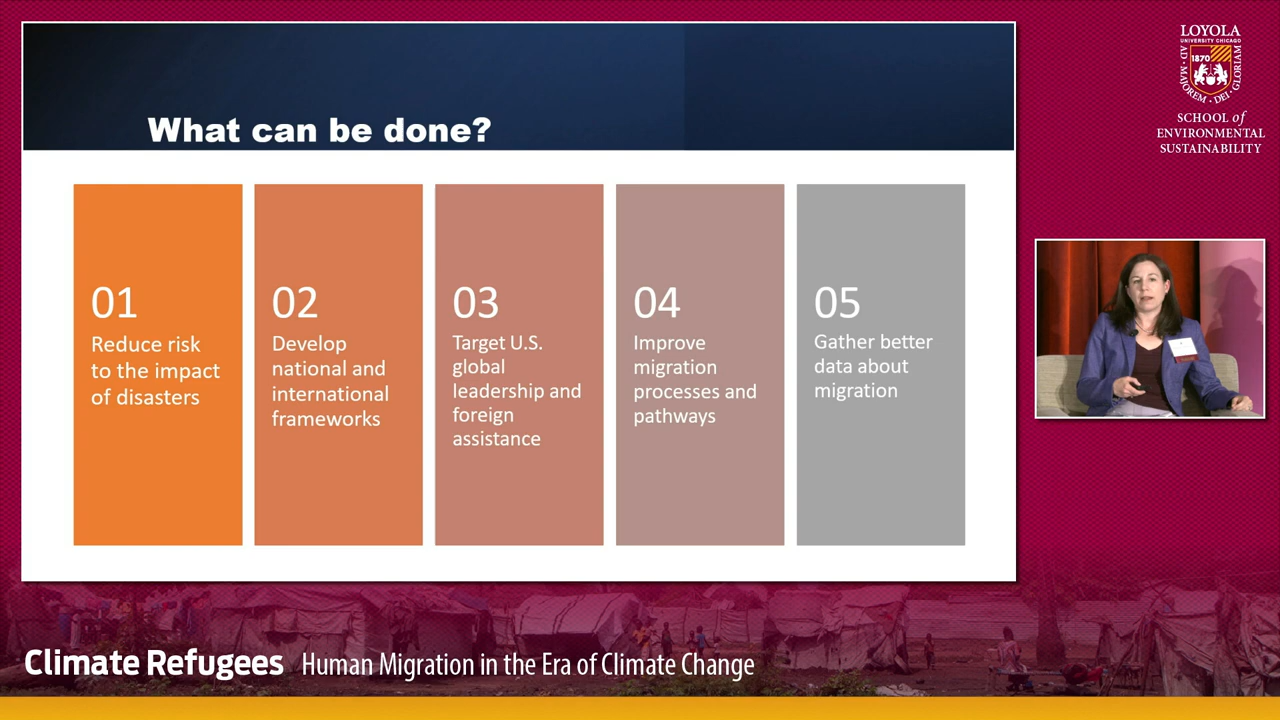 What can be done?
01
Reduce risk
to the impact
of disasters
02
Develop
national and
international
frameworks
03
Target U.S.
global
leadership and
foreign
assistance
04
Improve
migration
processes and
pathways
05
Gather better
data about
migration
LOYOLA
UNIVERSITY CHICAGO
1870
AD · MAJOREM · DEI · GLORIAM
SCHOOL of
ENVIRONMENTAL
SUSTAINABILITY
Climate Refugees Human Migration in the Era of Climate Change